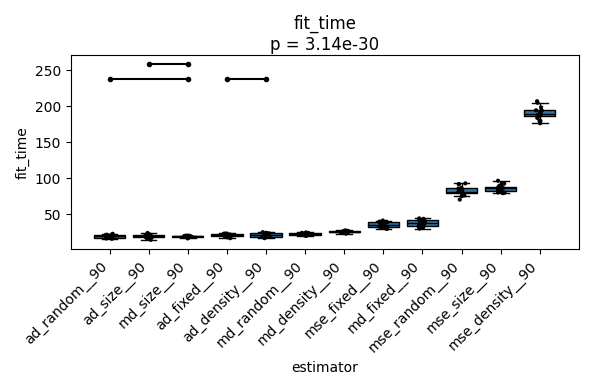 fit_time
p = 3.14e-30
250
200
150
100
50
fit_time
ad_random__90
ad_size__90
md_size__90
ad_fixed__90
ad_density__90
md_random__90
md_density__90
mse_fixed__90
md_fixed__90
mse_random__90
mse_size__90
mse_density__90
estimator